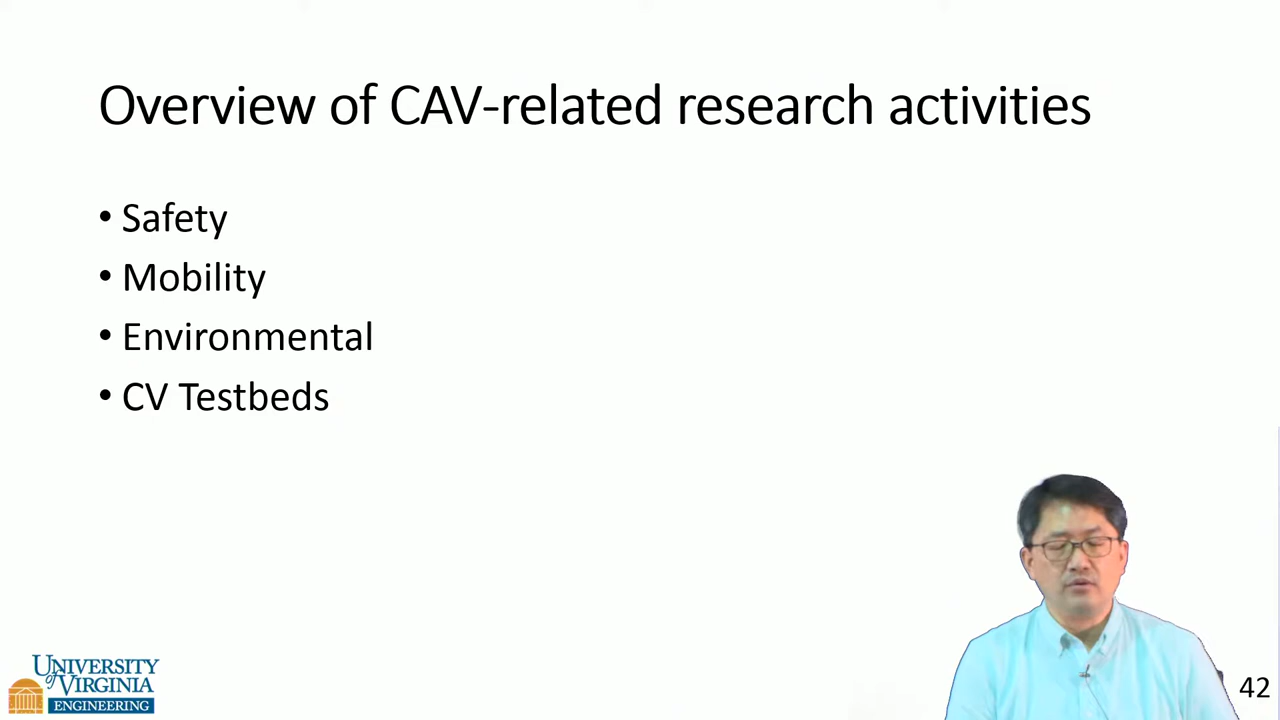 Overview of CAV-related research activities
• Safety
• Mobility
• Environmental
• CV Testbeds
UNIVERSITY
of VIRGINIA
ENGINEERING
42